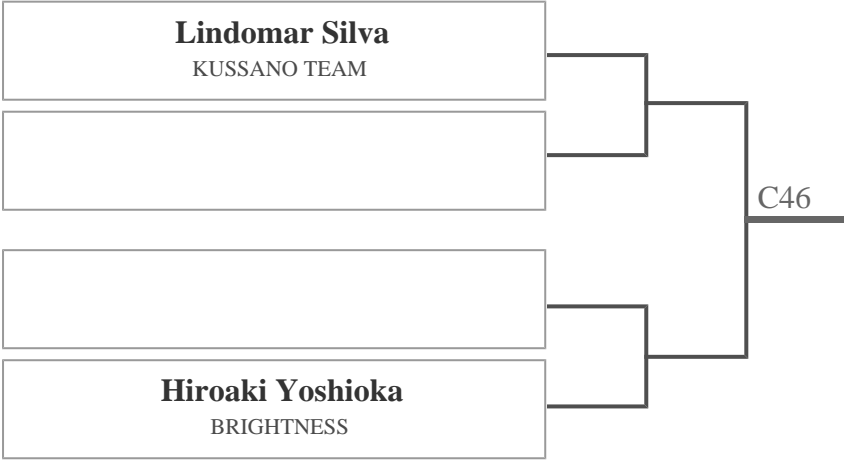 Lindomar Silva
KUSSANO TEAM
C46
Hiroaki Yoshioka
BRIGHTNESS